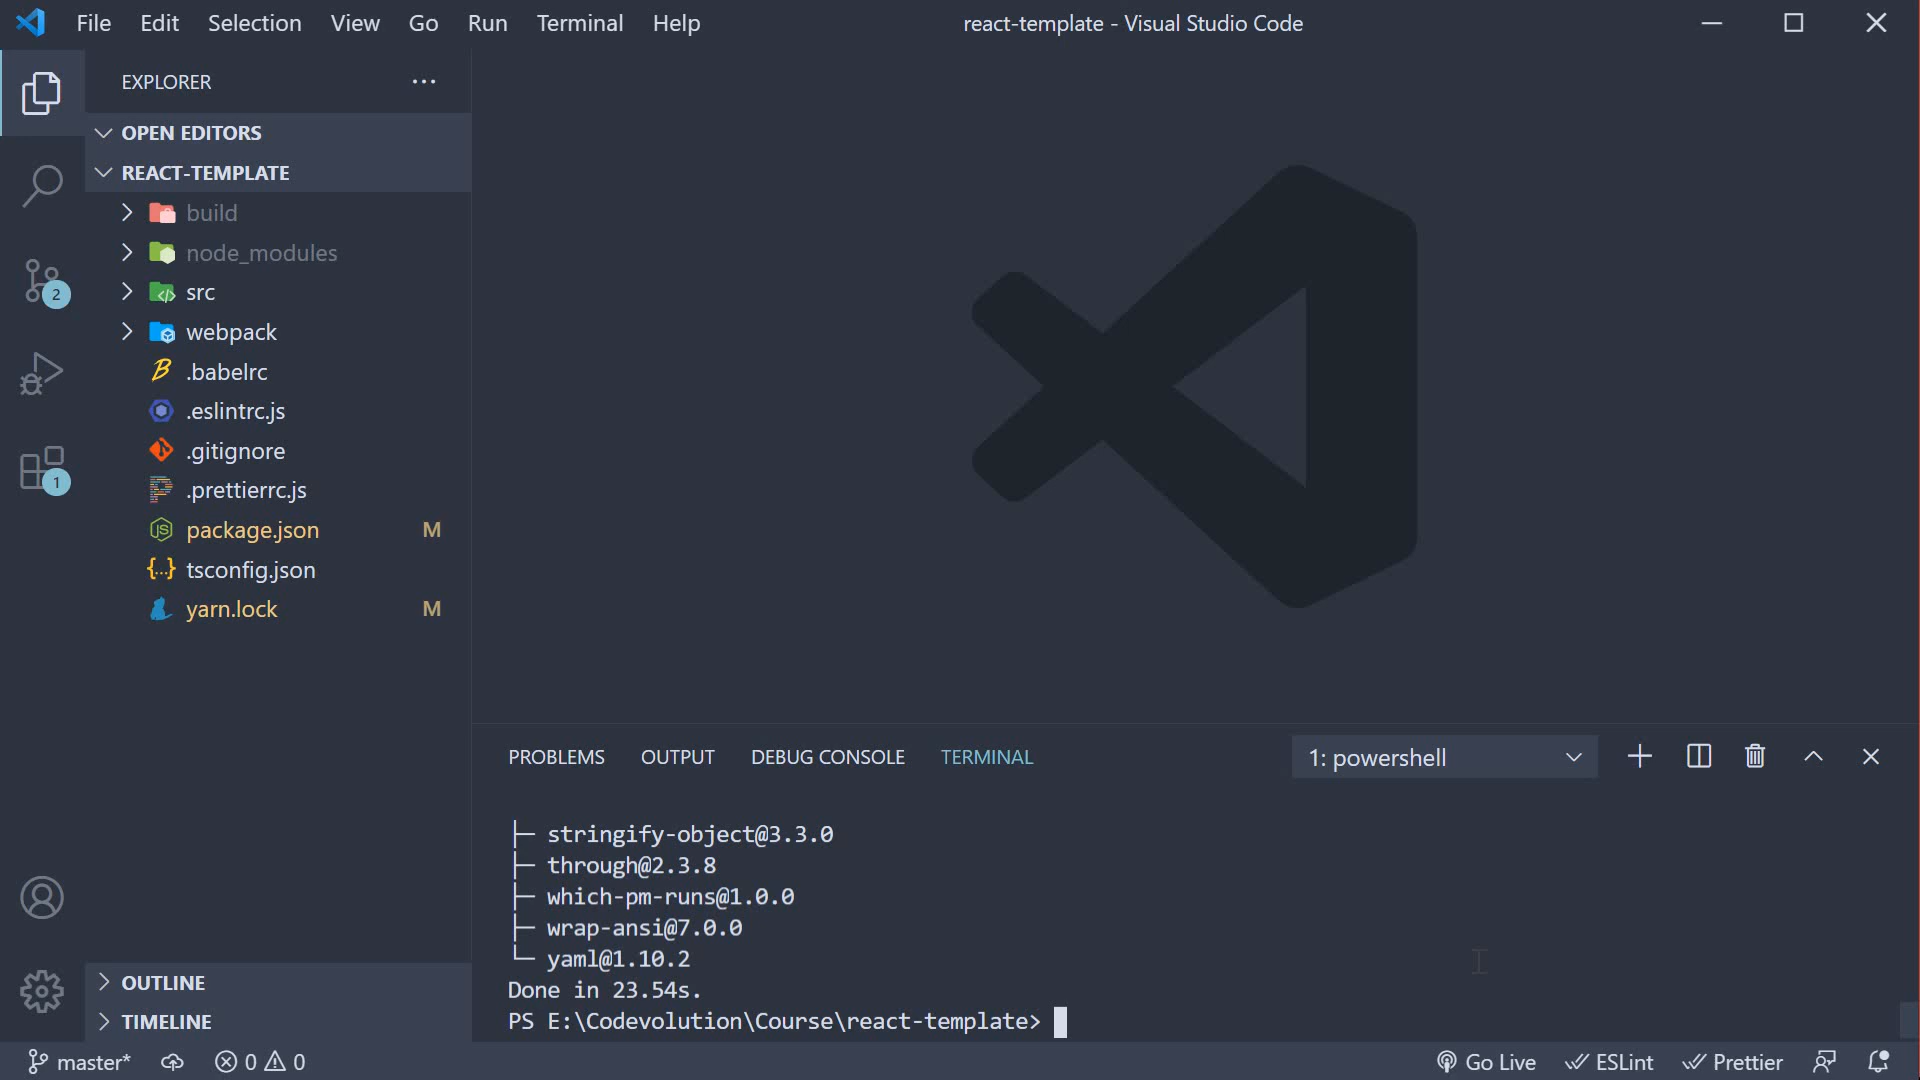 File Edit Selection View Go Run Terminal Help
react-template - Visual Studio Code
EXPLORER
OPEN EDITORS
REACT-TEMPLATE
build
node_modules
src
webpack
.babelrc
.eslintrc.js
.gitignore
.prettierrc.js
package.json M
tsconfig.json
yarn.lock M
2
1
OUTLINE
TIMELINE
PROBLEMS OUTPUT DEBUG CONSOLE TERMINAL
1: powershell
├─ stringify-object@3.3.0
├─ through@2.3.8
├─ which-pm-runs@1.0.0
├─ wrap-ansi@7.0.0
└─ yaml@1.10.2
Done in 23.54s.
PS E:\Codevolution\Course\react-template>
master* 0 0
Go Live ESLint Prettier